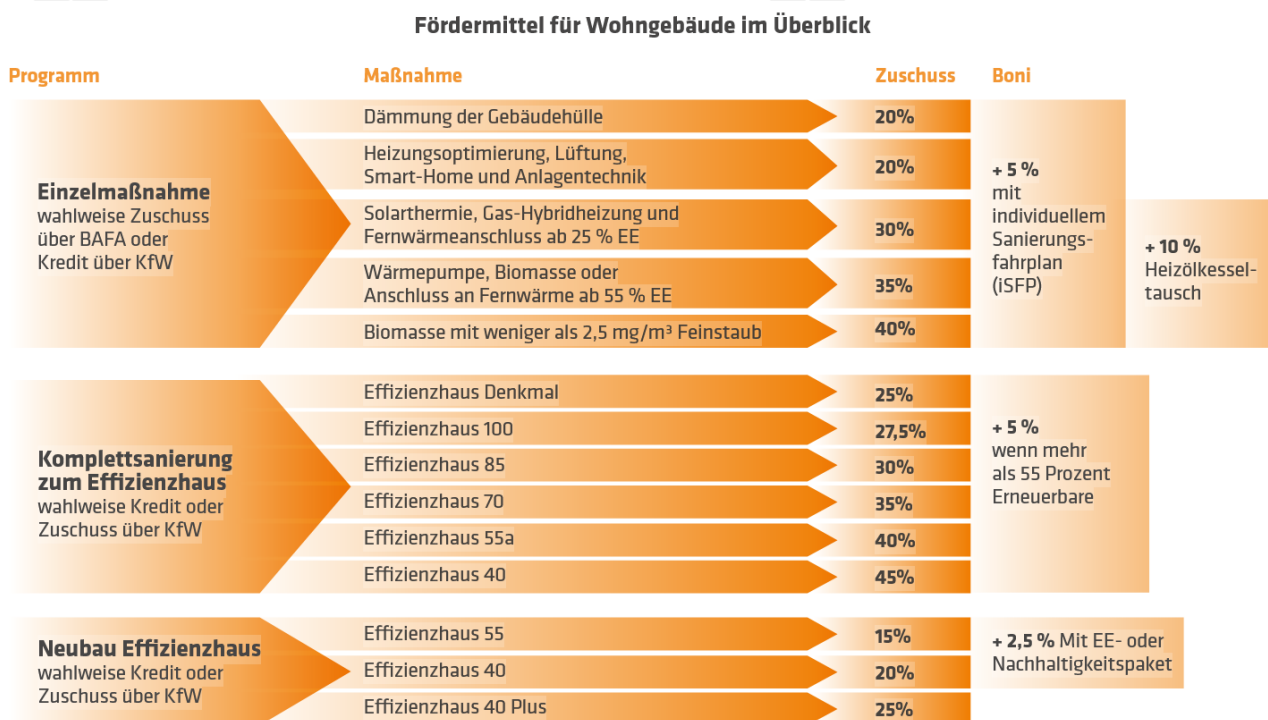 Fördermittel für Wohngebäude im Überblick
Programm
Maßnahme
Zuschuss
Boni
Einzelmaßnahme
wahlweise Zuschuss
über BAFA oder
Kredit über KfW
Dämmung der Gebäudehülle
20%
Heizungsoptimierung, Lüftung,
Smart-Home und Anlagentechnik
20%
Solarthermie, Gas-Hybridheizung und
Fernwärmeanschluss ab 25 % EE
30%
Wärmepumpe, Biomasse oder
Anschluss an Fernwärme ab 55 % EE
35%
Biomasse mit weniger als 2,5 mg/m³ Feinstaub
40%
+ 5 %
mit
individuellem
Sanierungs-
fahrplan
(iSFP)
+ 10 %
Heizölkessel-
tausch
Komplettsanierung
zum Effizienzhaus
wahlweise Kredit oder
Zuschuss über KfW
Effizienzhaus Denkmal
25%
Effizienzhaus 100
27,5%
Effizienzhaus 85
30%
Effizienzhaus 70
35%
Effizienzhaus 55a
40%
Effizienzhaus 40
45%
+ 5 %
wenn mehr
als 55 Prozent
Erneuerbare
Neubau Effizienzhaus
wahlweise Kredit oder
Zuschuss über KfW
Effizienzhaus 55
15%
Effizienzhaus 40
20%
Effizienzhaus 40 Plus
25%
+ 2,5 % Mit EE- oder
Nachhaltigkeitspaket